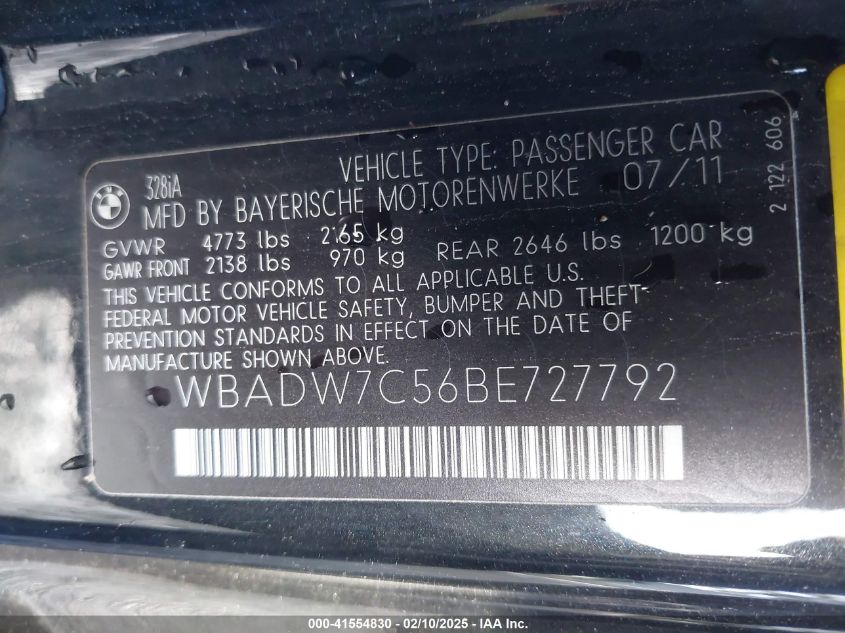 328iA
VEHICLE TYPE: PASSENGER CAR
MFD BY BAYERISCHE MOTORENWERKE 07/11
GVWR 4773 lbs 2165 kg
GAWR FRONT 2138 lbs 970 kg REAR 2646 lbs 1200 kg
THIS VEHICLE CONFORMS TO ALL APPLICABLE U.S.
FEDERAL MOTOR VEHICLE SAFETY, BUMPER AND THEFT-
PREVENTION STANDARDS IN EFFECT ON THE DATE OF
MANUFACTURE SHOWN ABOVE.
WBADW7C56BE727792
2 122 606
000-41554830 - 02/10/2025 - IAA Inc.